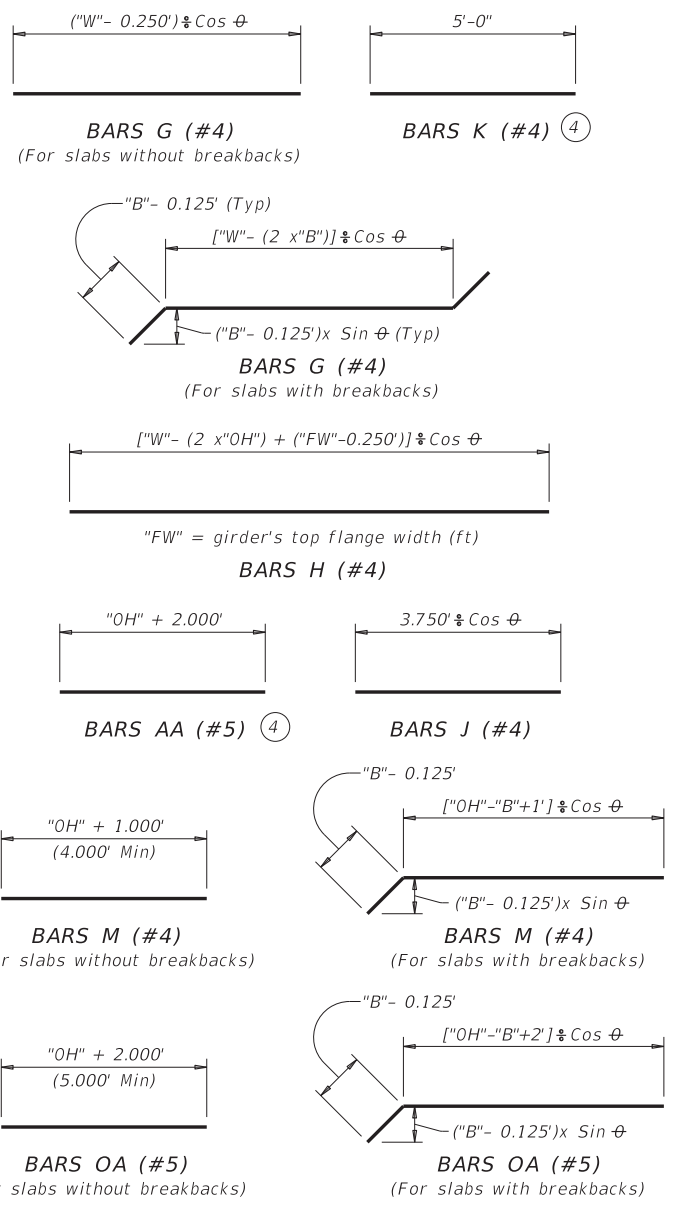 ("W"– 0.250')÷Cos θ
5'–0"
BARS G (#4)
(For slabs without breakbacks)
BARS K (#4) 4
"B"– 0.125' (Typ)
["W"– (2 x"B")]÷Cos θ
("B"– 0.125')x Sin θ (Typ)
BARS G (#4)
(For slabs with breakbacks)
["W"– (2 x"OH") + ("FW"–0.250')]÷Cos θ
"FW" = girder's top flange width (ft)
BARS H (#4)
"OH" + 2.000'
3.750'÷Cos θ
BARS AA (#5) 4
BARS J (#4)
"B"– 0.125'
["OH"–"B"+1']÷Cos θ
"OH" + 1.000'
(4.000' Min)
("B"– 0.125')x Sin θ
BARS M (#4)
r slabs without breakbacks)
BARS M (#4)
(For slabs with breakbacks)
"B"– 0.125'
["OH"–"B"+2']÷Cos θ
"OH" + 2.000'
(5.000' Min)
("B"– 0.125')x Sin θ
BARS OA (#5)
slabs without breakbacks)
BARS OA (#5)
(For slabs with breakbacks)